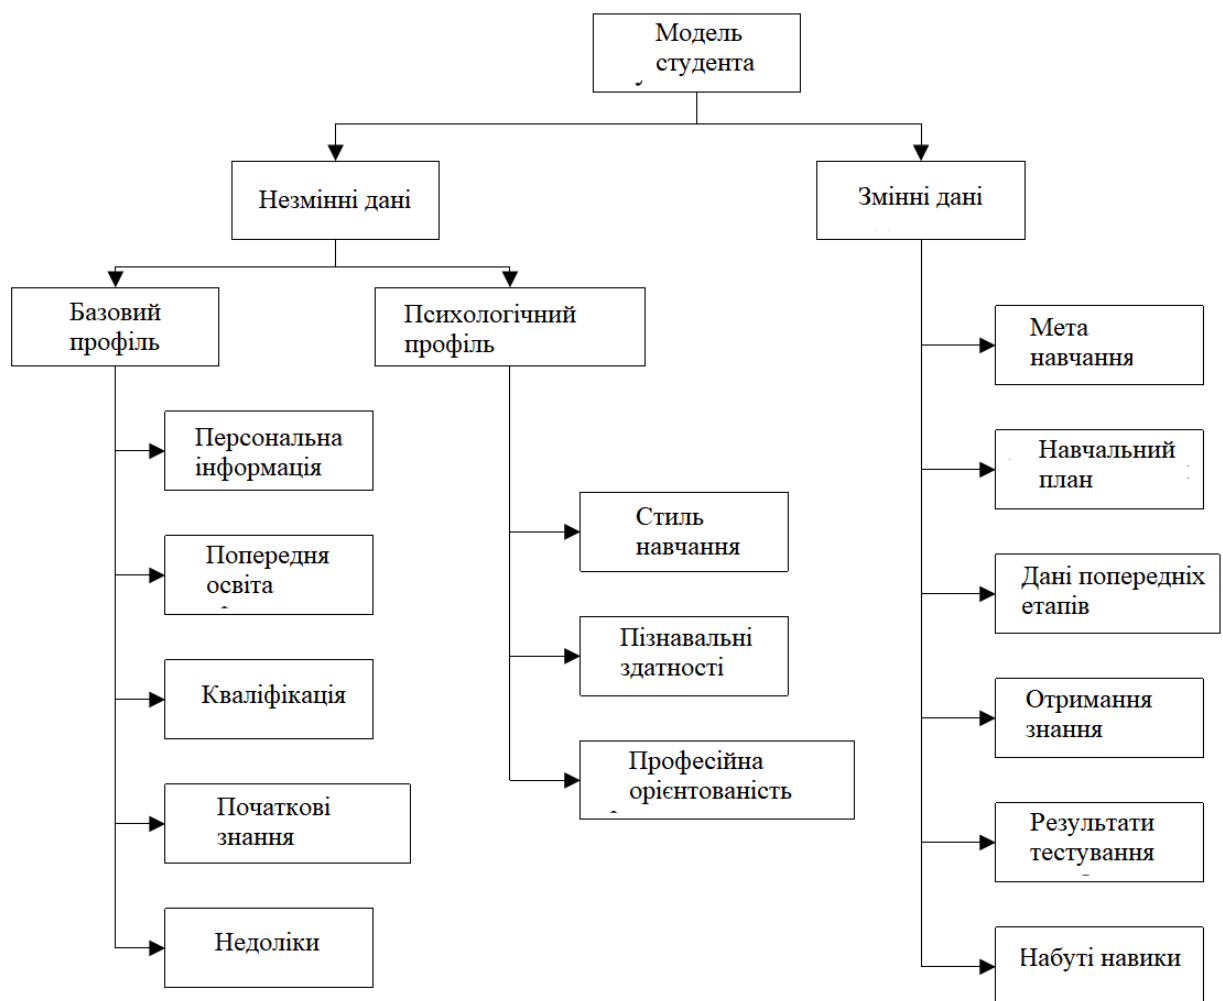 Модель
студента
Незмінні дані
Змінні дані
Базовий
профіль
Психологічний
профіль
Персональна
інформація
Попередня
освіта
Кваліфікація
Початкові
знання
Недоліки
Стиль
навчання
Пізнавальні
здатності
Професійна
орієнтованість
Мета
навчання
Навчальний
план
Дані попередніх
етапів
Отримання
знання
Результати
тестування
Набуті навики